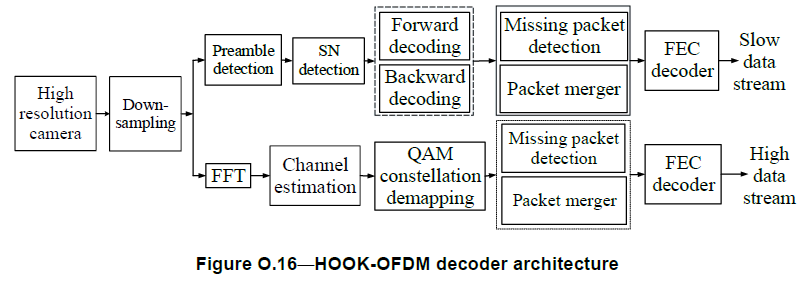 High
resolution
camera
Down-
sampling
Preamble
detection
SN
detection
Forward
decoding
Backward
decoding
Missing packet
detection
Packet merger
FEC
decoder
Slow
data
stream
FFT
Channel
estimation
QAM
constellation
demapping
Missing packet
detection
Packet merger
FEC
decoder
High
data
stream
Figure O.16—HOOK-OFDM decoder architecture